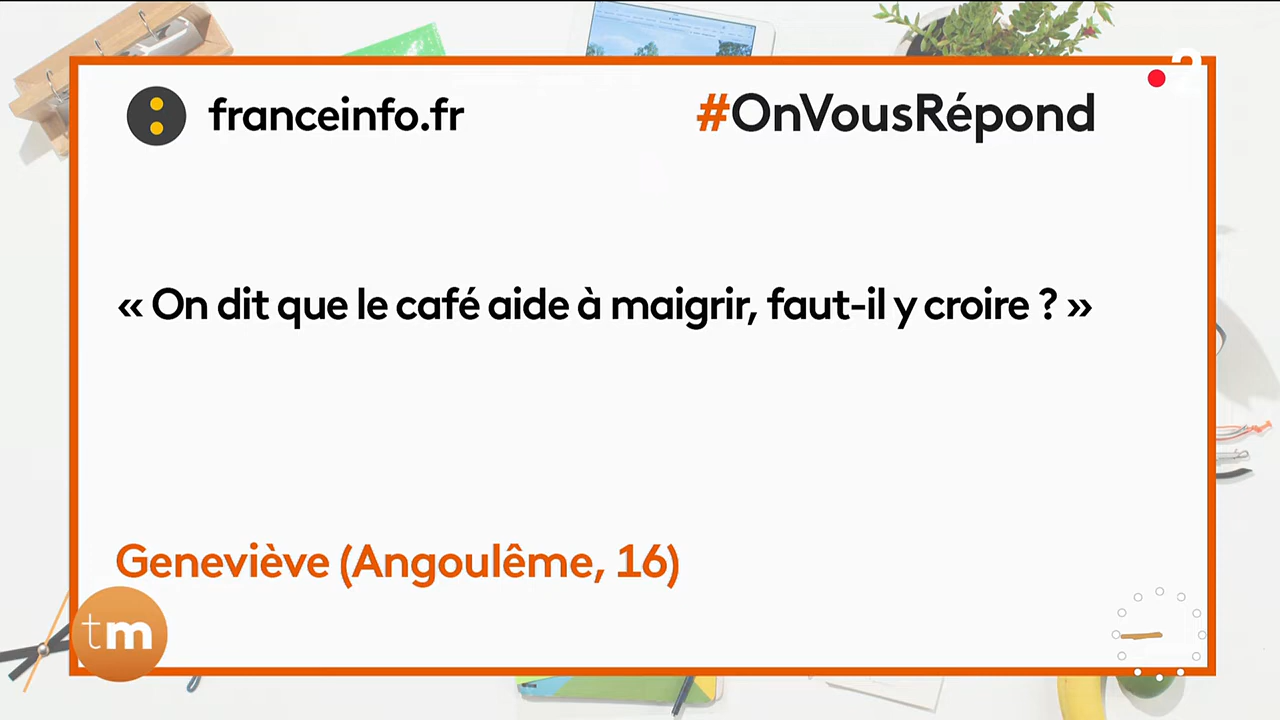 franceinfo.fr
#OnVousRépond
« On dit que le café aide à maigrir, faut-il y croire ? »
Geneviève (Angoulême, 16)
tm